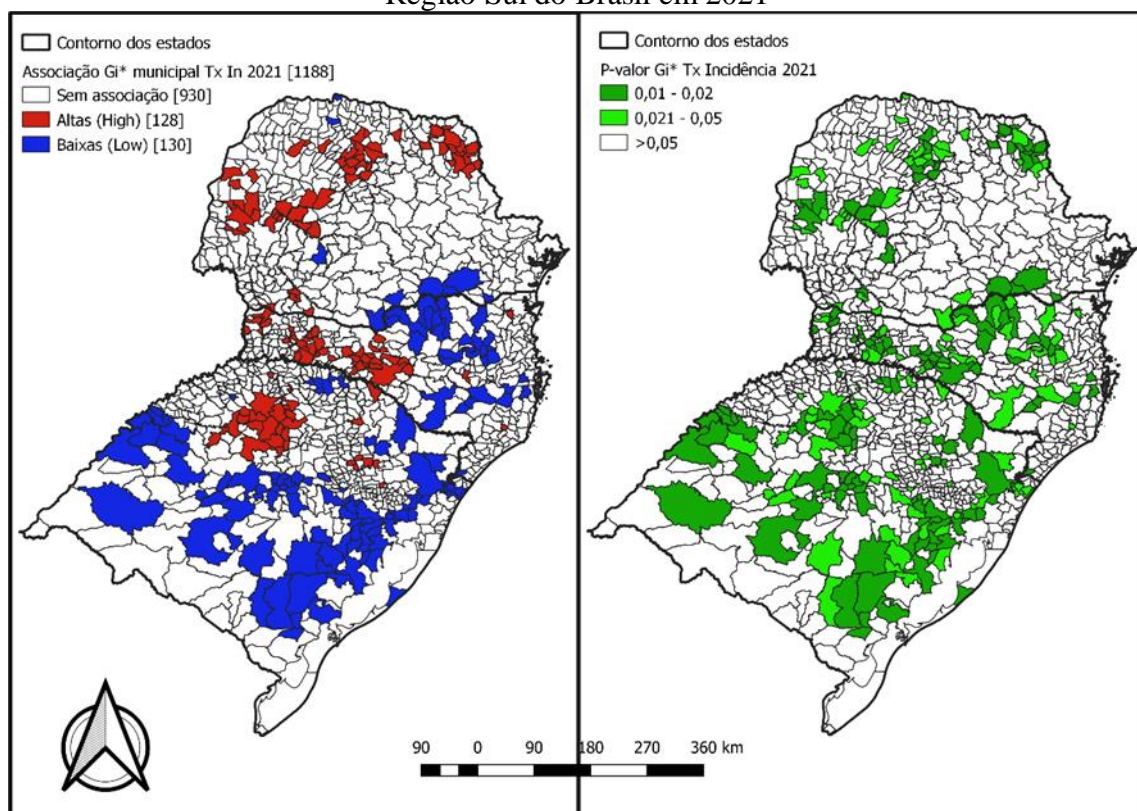 Região Sul do Brasil em 2021
Contorno dos estados
Associação Gi* municipal Tx In 2021 [1188]
Sem associação [930]
Altas (High) [128]
Baixas (Low) [130]
Contorno dos estados
P-valor Gi* Tx Incidência 2021
0,01 - 0,02
0,021 - 0,05
>0,05
90 0 90 180 270 360 km